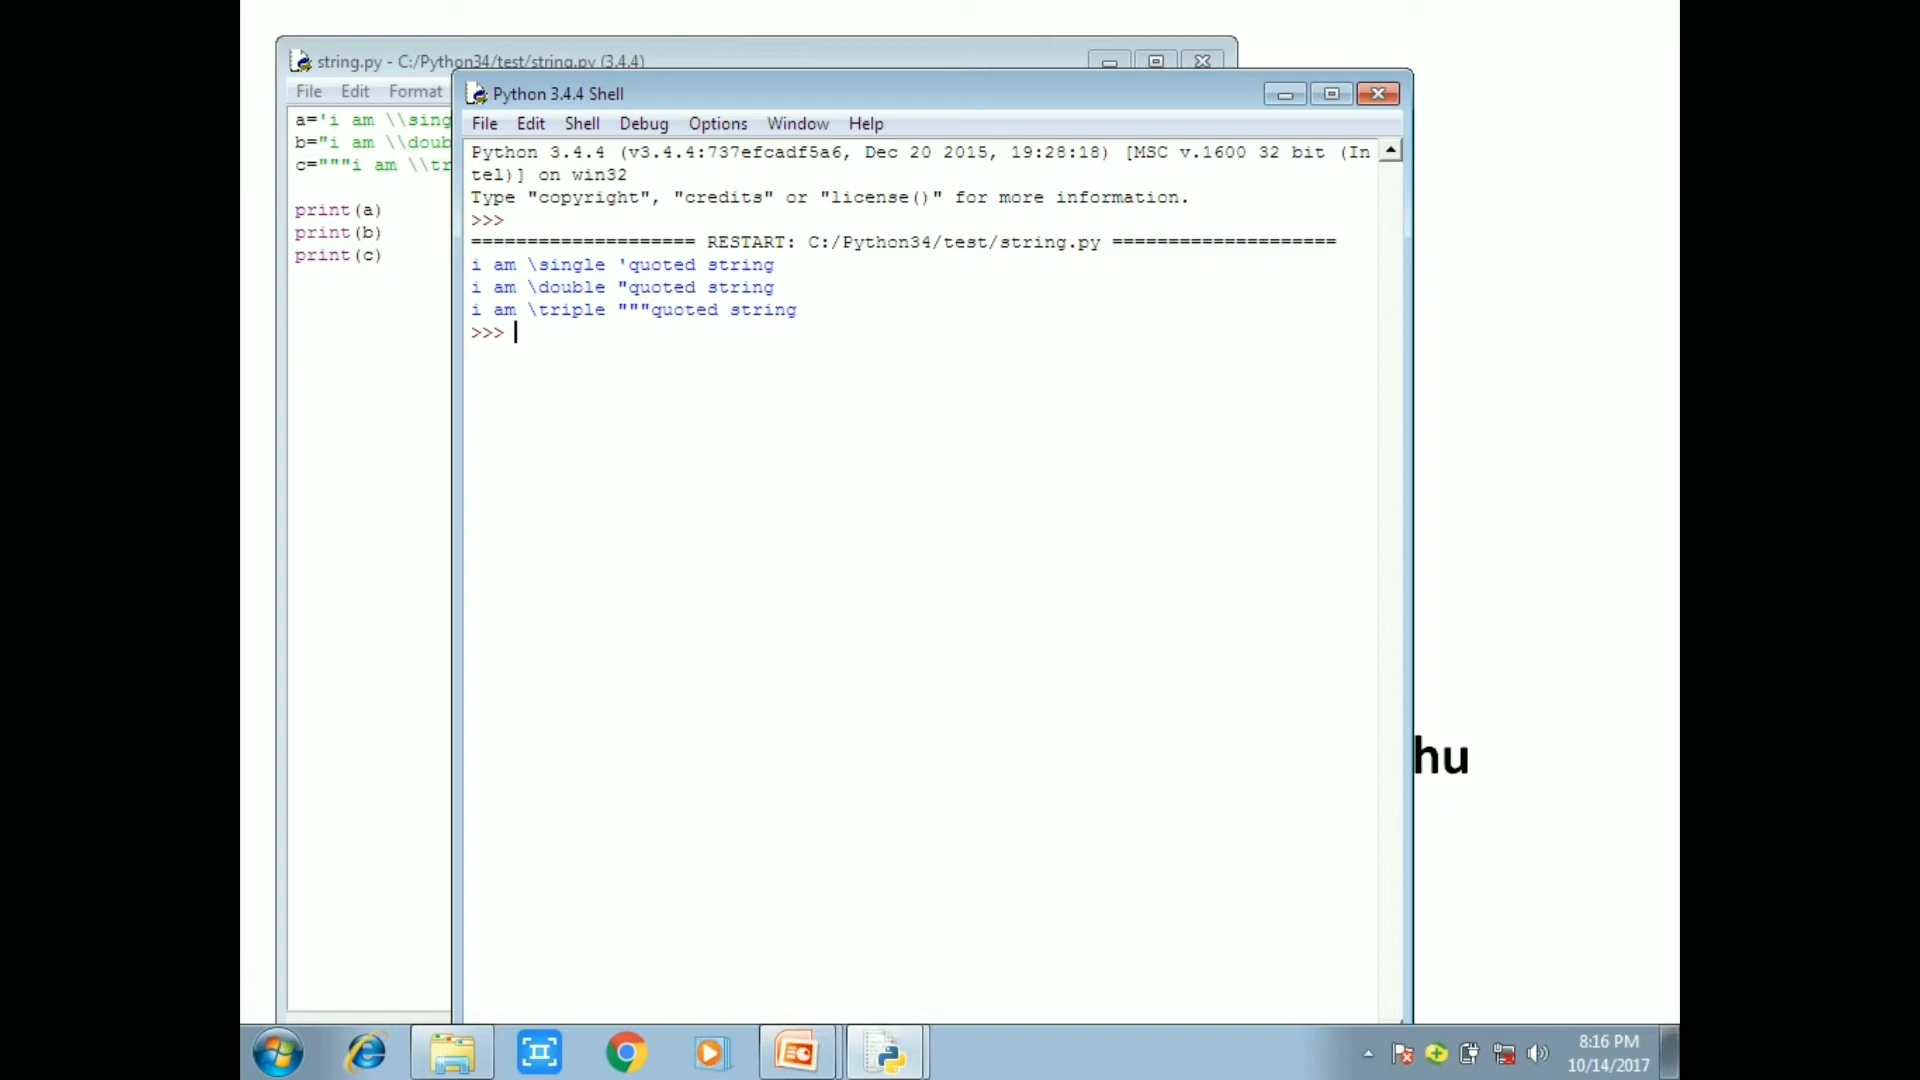 string.py - C:/Python34/test/string.py (3.4.4)
File Edit Format
a='i am \\sing
b="i am \\doub
c="""i am \\tr
print(a)
print(b)
print(c)
Python 3.4.4 Shell
File Edit Shell Debug Options Window Help
Python 3.4.4 (v3.4.4:737efcadf5a6, Dec 20 2015, 19:28:18) [MSC v.1600 32 bit (In
tel)] on win32
Type "copyright", "credits" or "license()" for more information.
>>>
==================== RESTART: C:/Python34/test/string.py ====================
i am \single 'quoted string
i am \double "quoted string
i am \triple """quoted string
>>>
hu
8:16 PM
10/14/2017